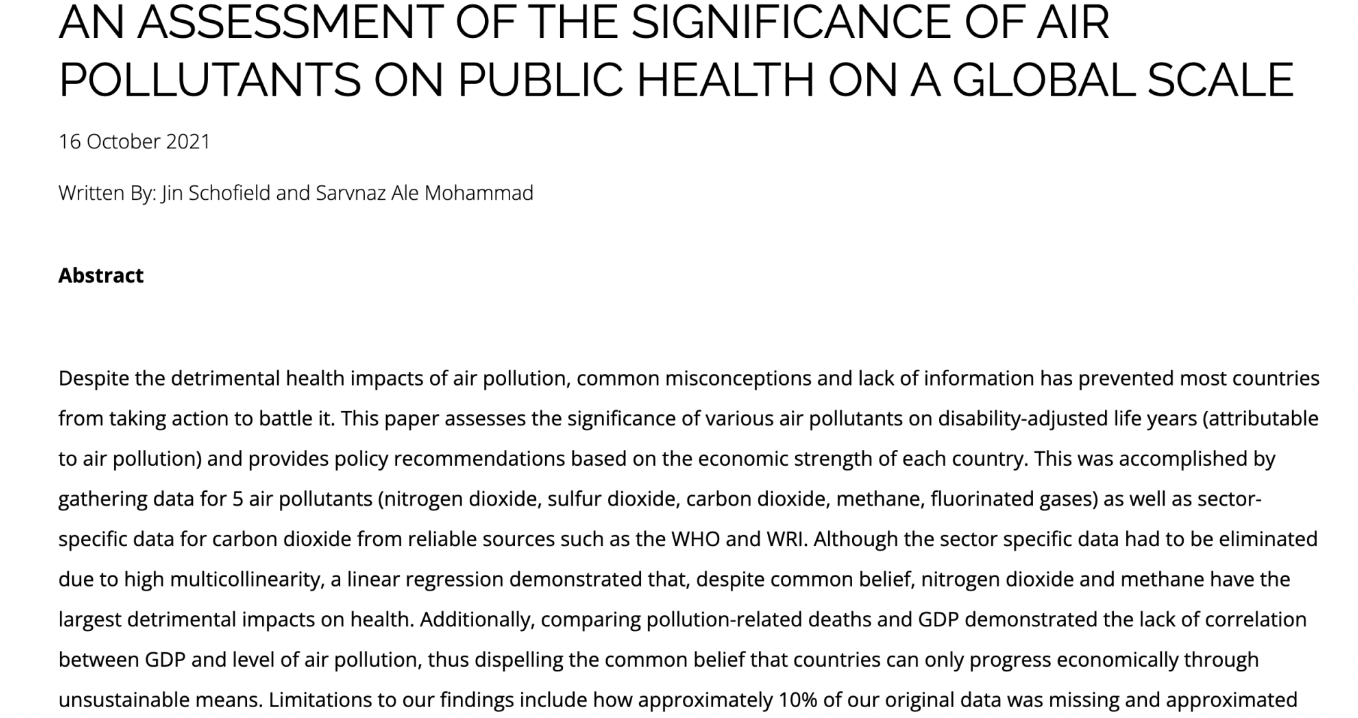 AN ASSESSMENT OF THE SIGNIFICANCE OF AIR
POLLUTANTS ON PUBLIC HEALTH ON A GLOBAL SCALE
16 October 2021
Written By: Jin Schofield and Sarvnaz Ale Mohammad
Abstract
Despite the detrimental health impacts of air pollution, common misconceptions and lack of information has prevented most countries
from taking action to battle it. This paper assesses the significance of various air pollutants on disability-adjusted life years (attributable
to air pollution) and provides policy recommendations based on the economic strength of each country. This was accomplished by
gathering data for 5 air pollutants (nitrogen dioxide, sulfur dioxide, carbon dioxide, methane, fluorinated gases) as well as sector-
specific data for carbon dioxide from reliable sources such as the WHO and WRI. Although the sector specific data had to be eliminated
due to high multicollinearity, a linear regression demonstrated that, despite common belief, nitrogen dioxide and methane have the
largest detrimental impacts on health. Additionally, comparing pollution-related deaths and GDP demonstrated the lack of correlation
between GDP and level of air pollution, thus dispelling the common belief that countries can only progress economically through
unsustainable means. Limitations to our findings include how approximately 10% of our original data was missing and approximated